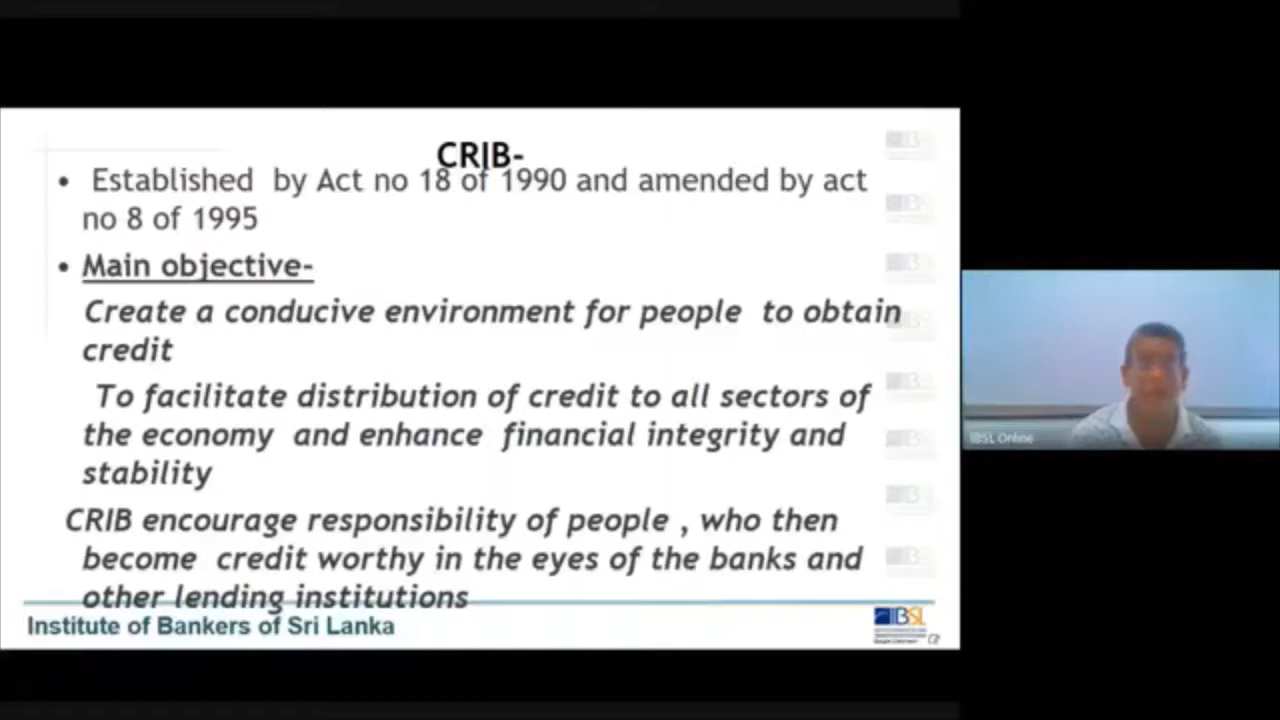 CRIB-
• Established by Act no 18 of 1990 and amended by act
no 8 of 1995
• Main objective-
Create a conducive environment for people to obtain
credit
To facilitate distribution of credit to all sectors of
the economy and enhance financial integrity and
stability
CRIB encourage responsibility of people , who then
become credit worthy in the eyes of the banks and
other lending institutions
Institute of Bankers of Sri Lanka
IBSL
IBSL Online